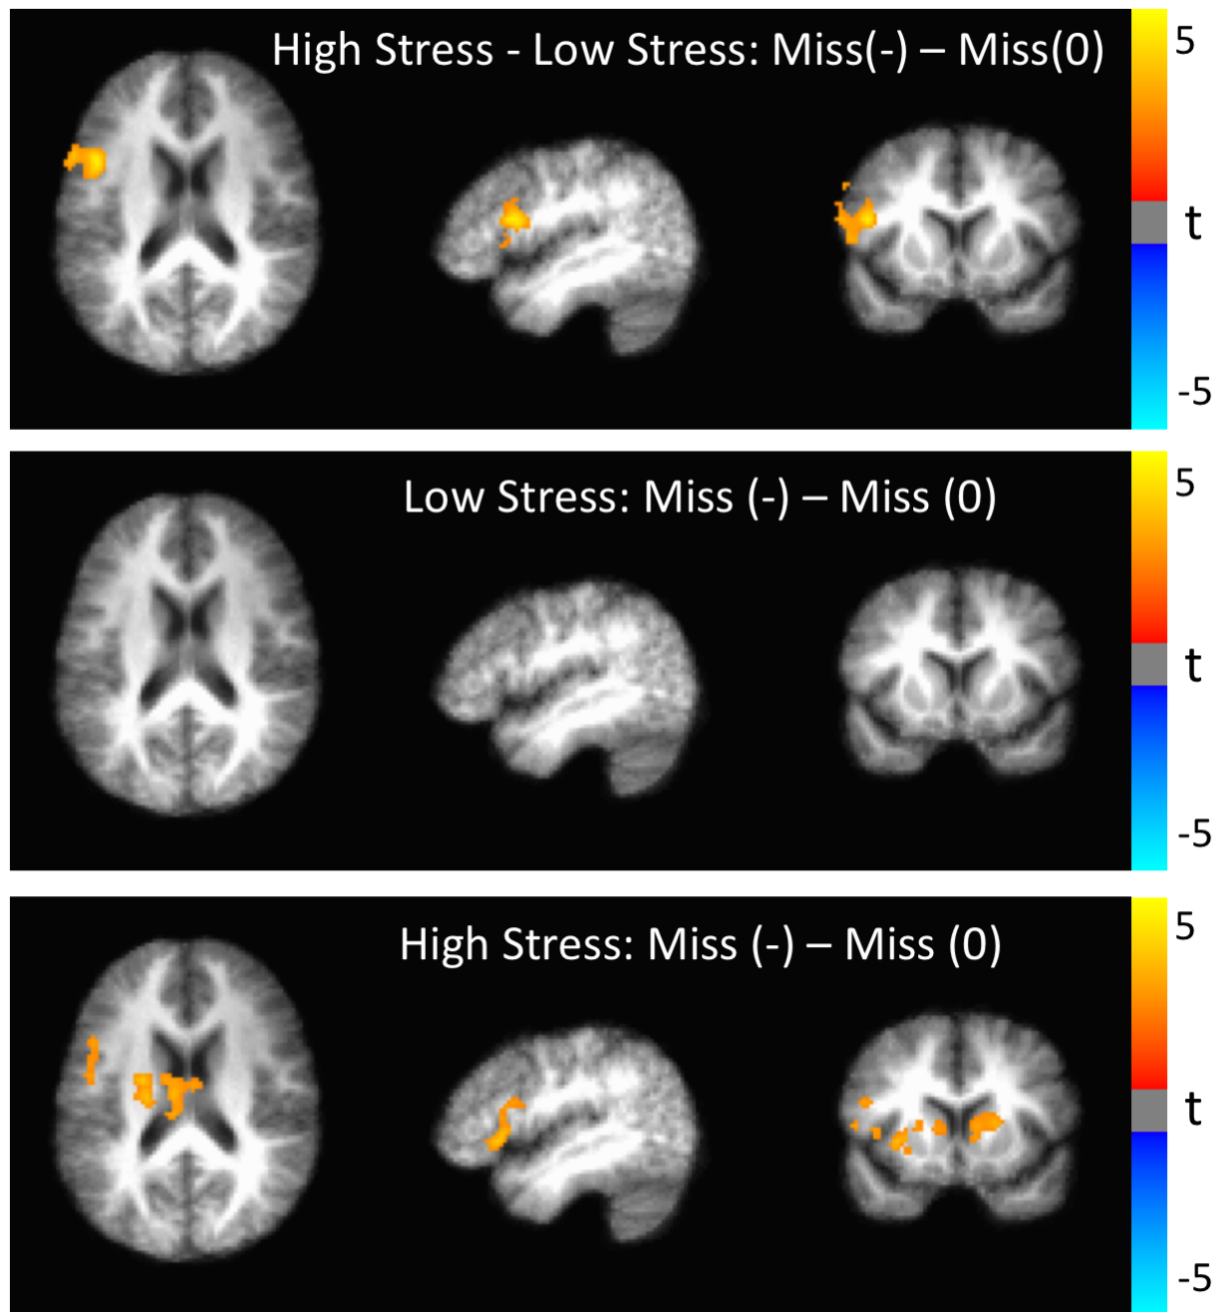 High Stress - Low Stress: Miss(-) – Miss(0)
5
t
-5
Low Stress: Miss (-) – Miss (0)
5
t
-5
High Stress: Miss (-) – Miss (0)
5
t
-5